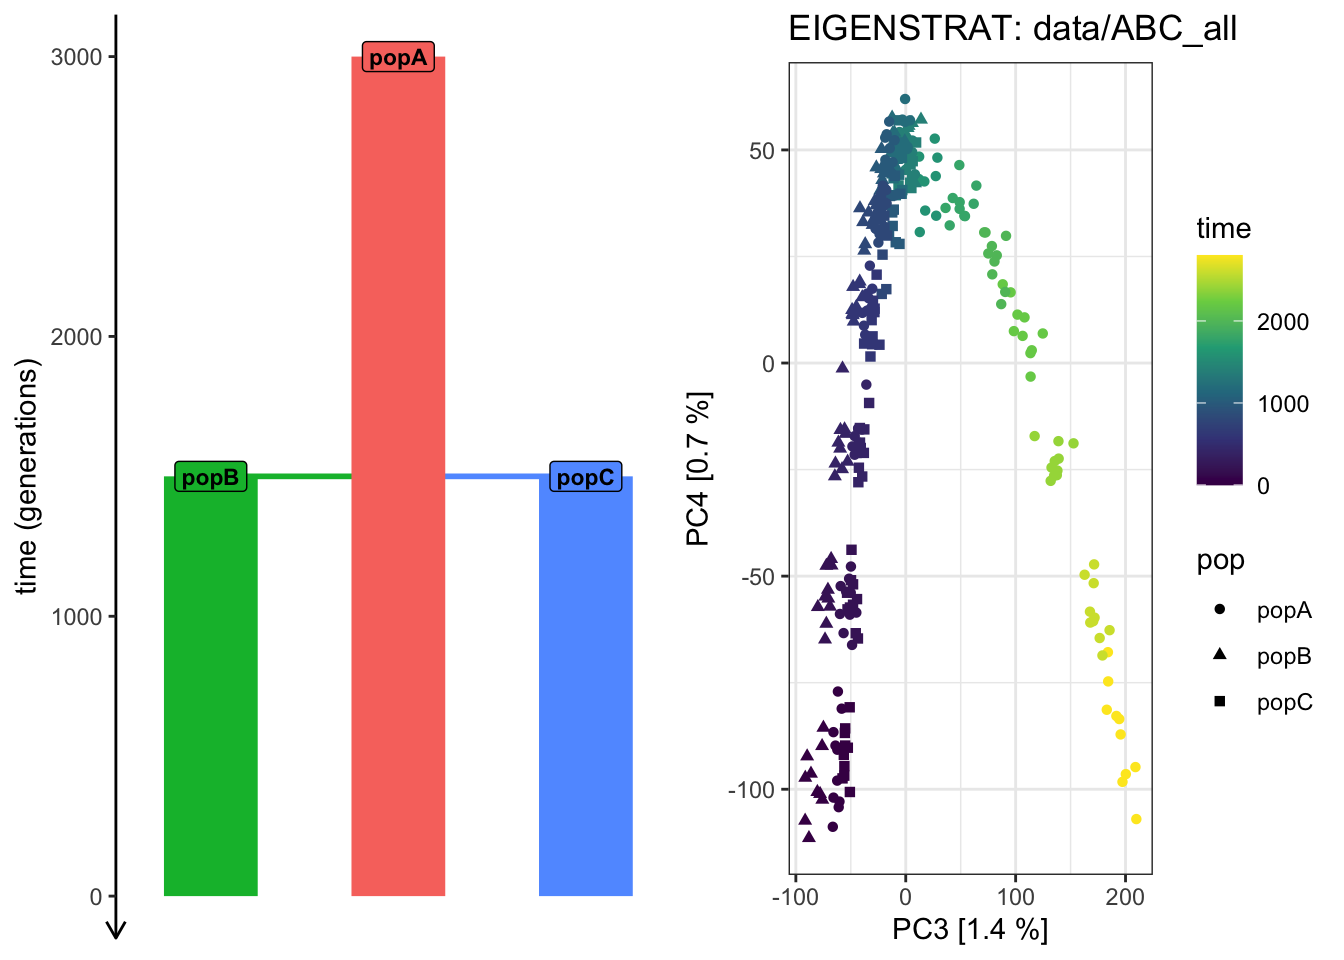 time (generations)
3000
2000
1000
0
popA
popB
popC
EIGENSTRAT: data/ABC_all
PC4 [0.7 %]
50
0
-50
-100
-100
0
100
200
PC3 [1.4 %]
time
2000
1000
0
pop
popA
popB
popC